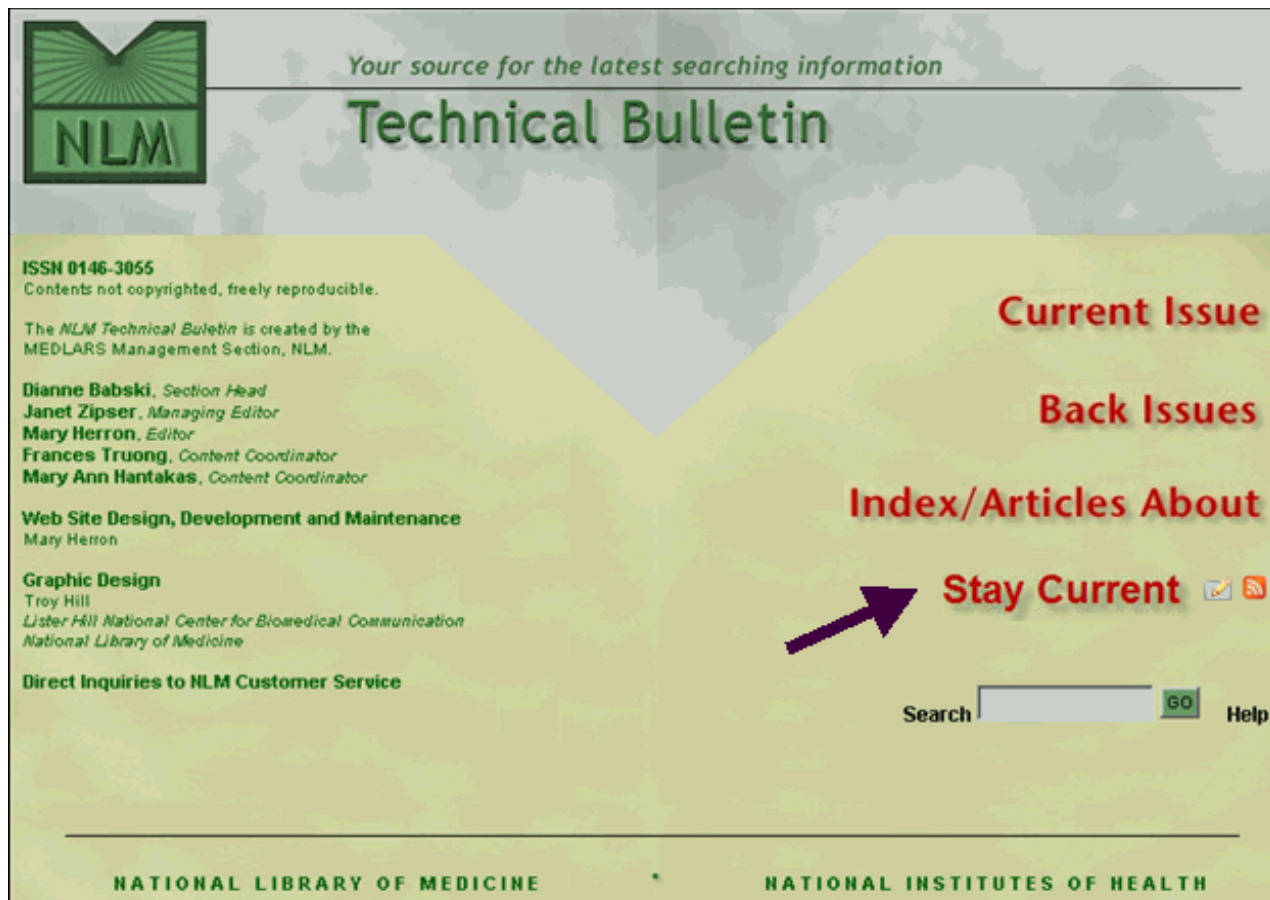 Your source for the latest searching information
Technical Bulletin
NLM
ISSN 0146-3055
Contents not copyrighted, freely reproducible.
The NLM Technical Buletin is created by the
MEDLARS Management Section, NLM.
Dianne Babski, Section Head
Janet Zipser, Managing Editor
Mary Herron, Editor
Frances Truong, Content Coordinator
Mary Ann Hantakas, Content Coordinator
Web Site Design, Development and Maintenance
Mary Herron
Graphic Design
Troy Hill
Lister Hill National Center for Biomedical Communication
National Library of Medicine
Direct Inquiries to NLM Customer Service
Current Issue
Back Issues
Index/Articles About
Stay Current
Search GO Help
NATIONAL LIBRARY OF MEDICINE • NATIONAL INSTITUTES OF HEALTH